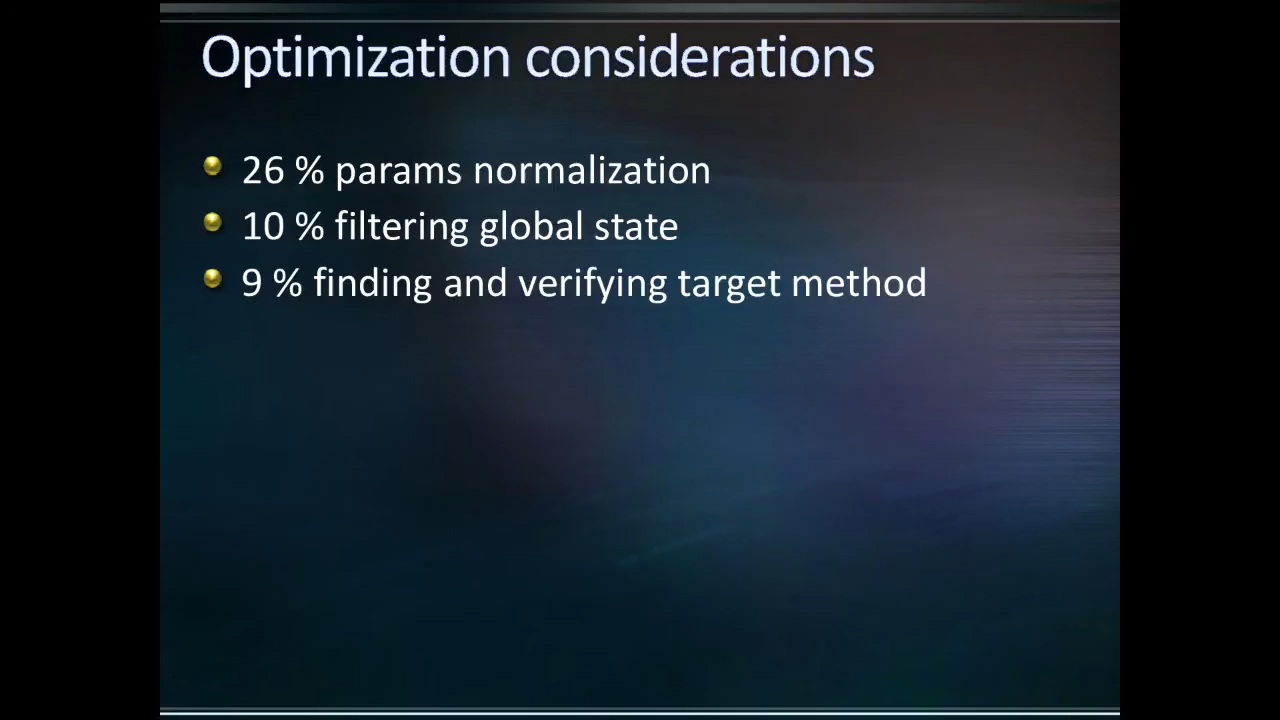 Optimization considerations
26 % params normalization
10 % filtering global state
9 % finding and verifying target method